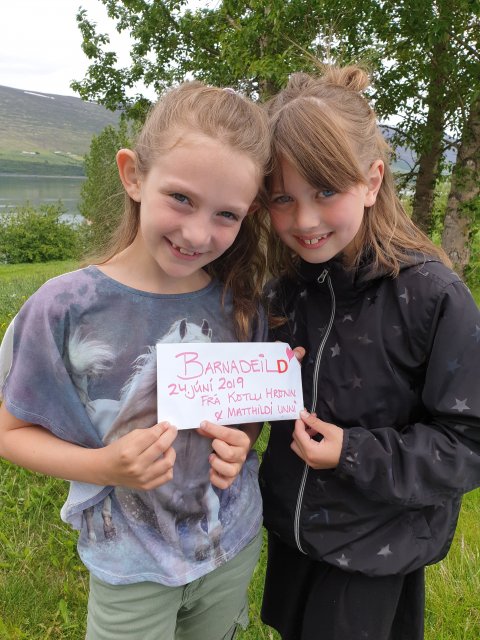 BARNADEILD
24 JÚNÍ 2019
FRÁ KÖTLU HRÖNN
& MATTHILDI UNNI